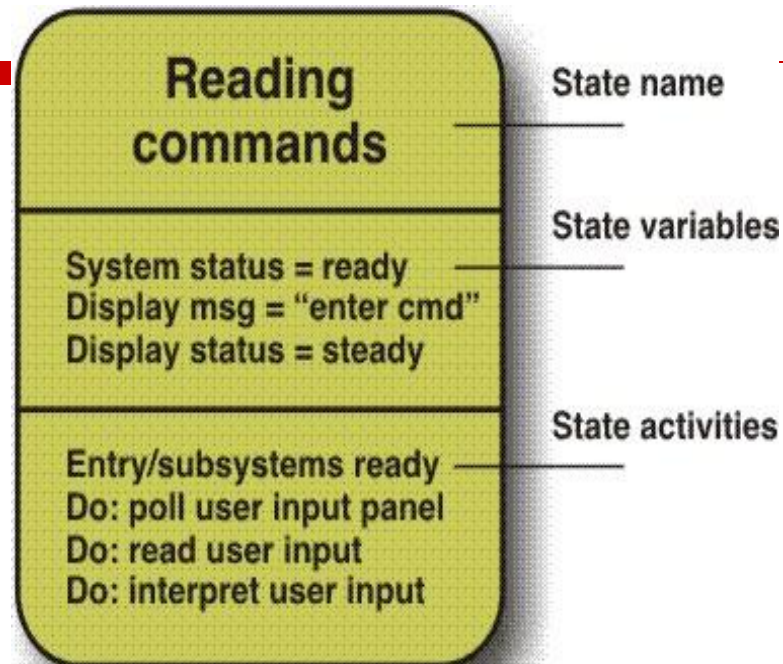 Reading
commands
State name
State variables
System status = ready
Display msg = “enter cmd”
Display status = steady
State activities
Entry/subsystems ready
Do: poll user input panel
Do: read user input
Do: interpret user input